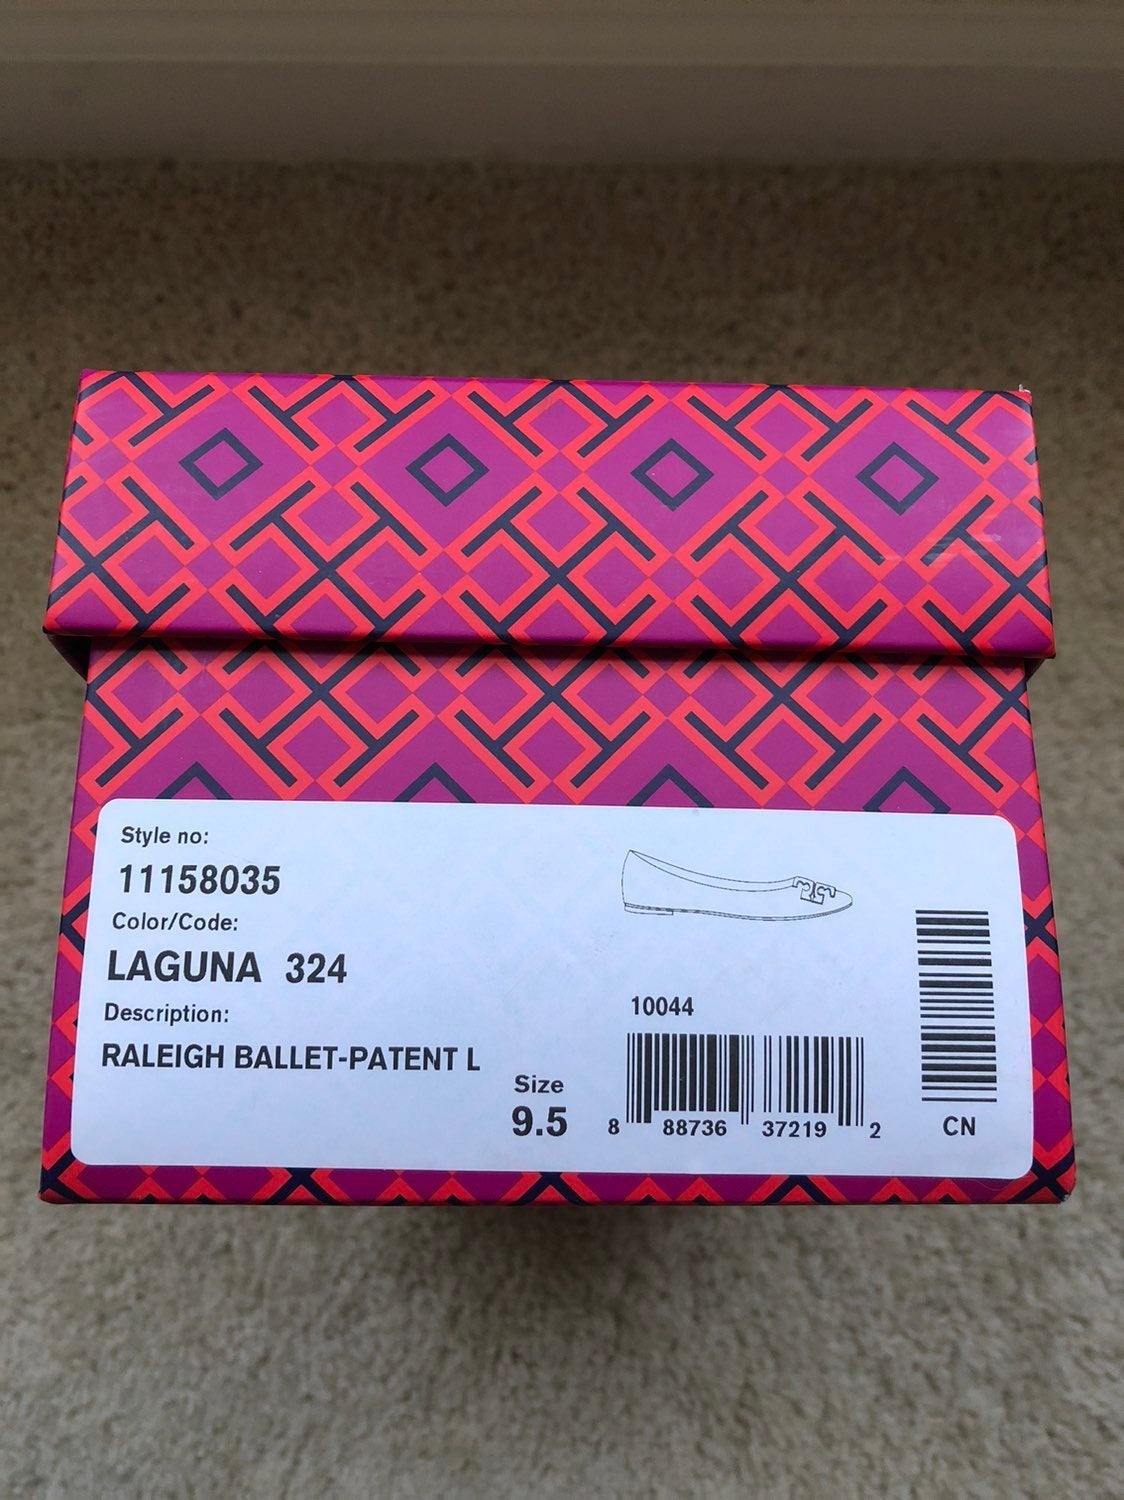 Style no:
11158035
Color/Code:
LAGUNA 324
Description:
RALEIGH BALLET-PATENT L
Size
9.5
10044
8 88736 37219 2
CN